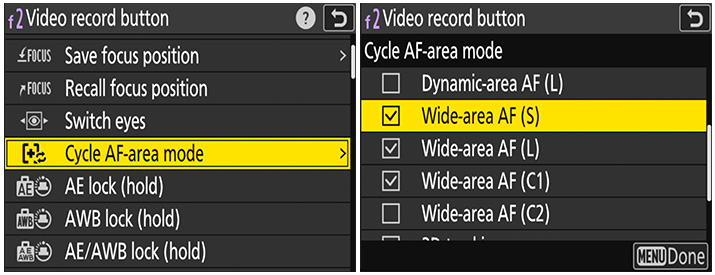 f2 Video record button ?
FOCUS Save focus position
FOCUS Recall focus position
Switch eyes
Cycle AF-area mode
AE AE lock (hold)
AWB AWB lock (hold)
AE AWB AE/AWB lock (hold)
f2 Video record button
Cycle AF-area mode
Dynamic-area AF (L)
Wide-area AF (S)
Wide-area AF (L)
Wide-area AF (C1)
Wide-area AF (C2)
MENU Done